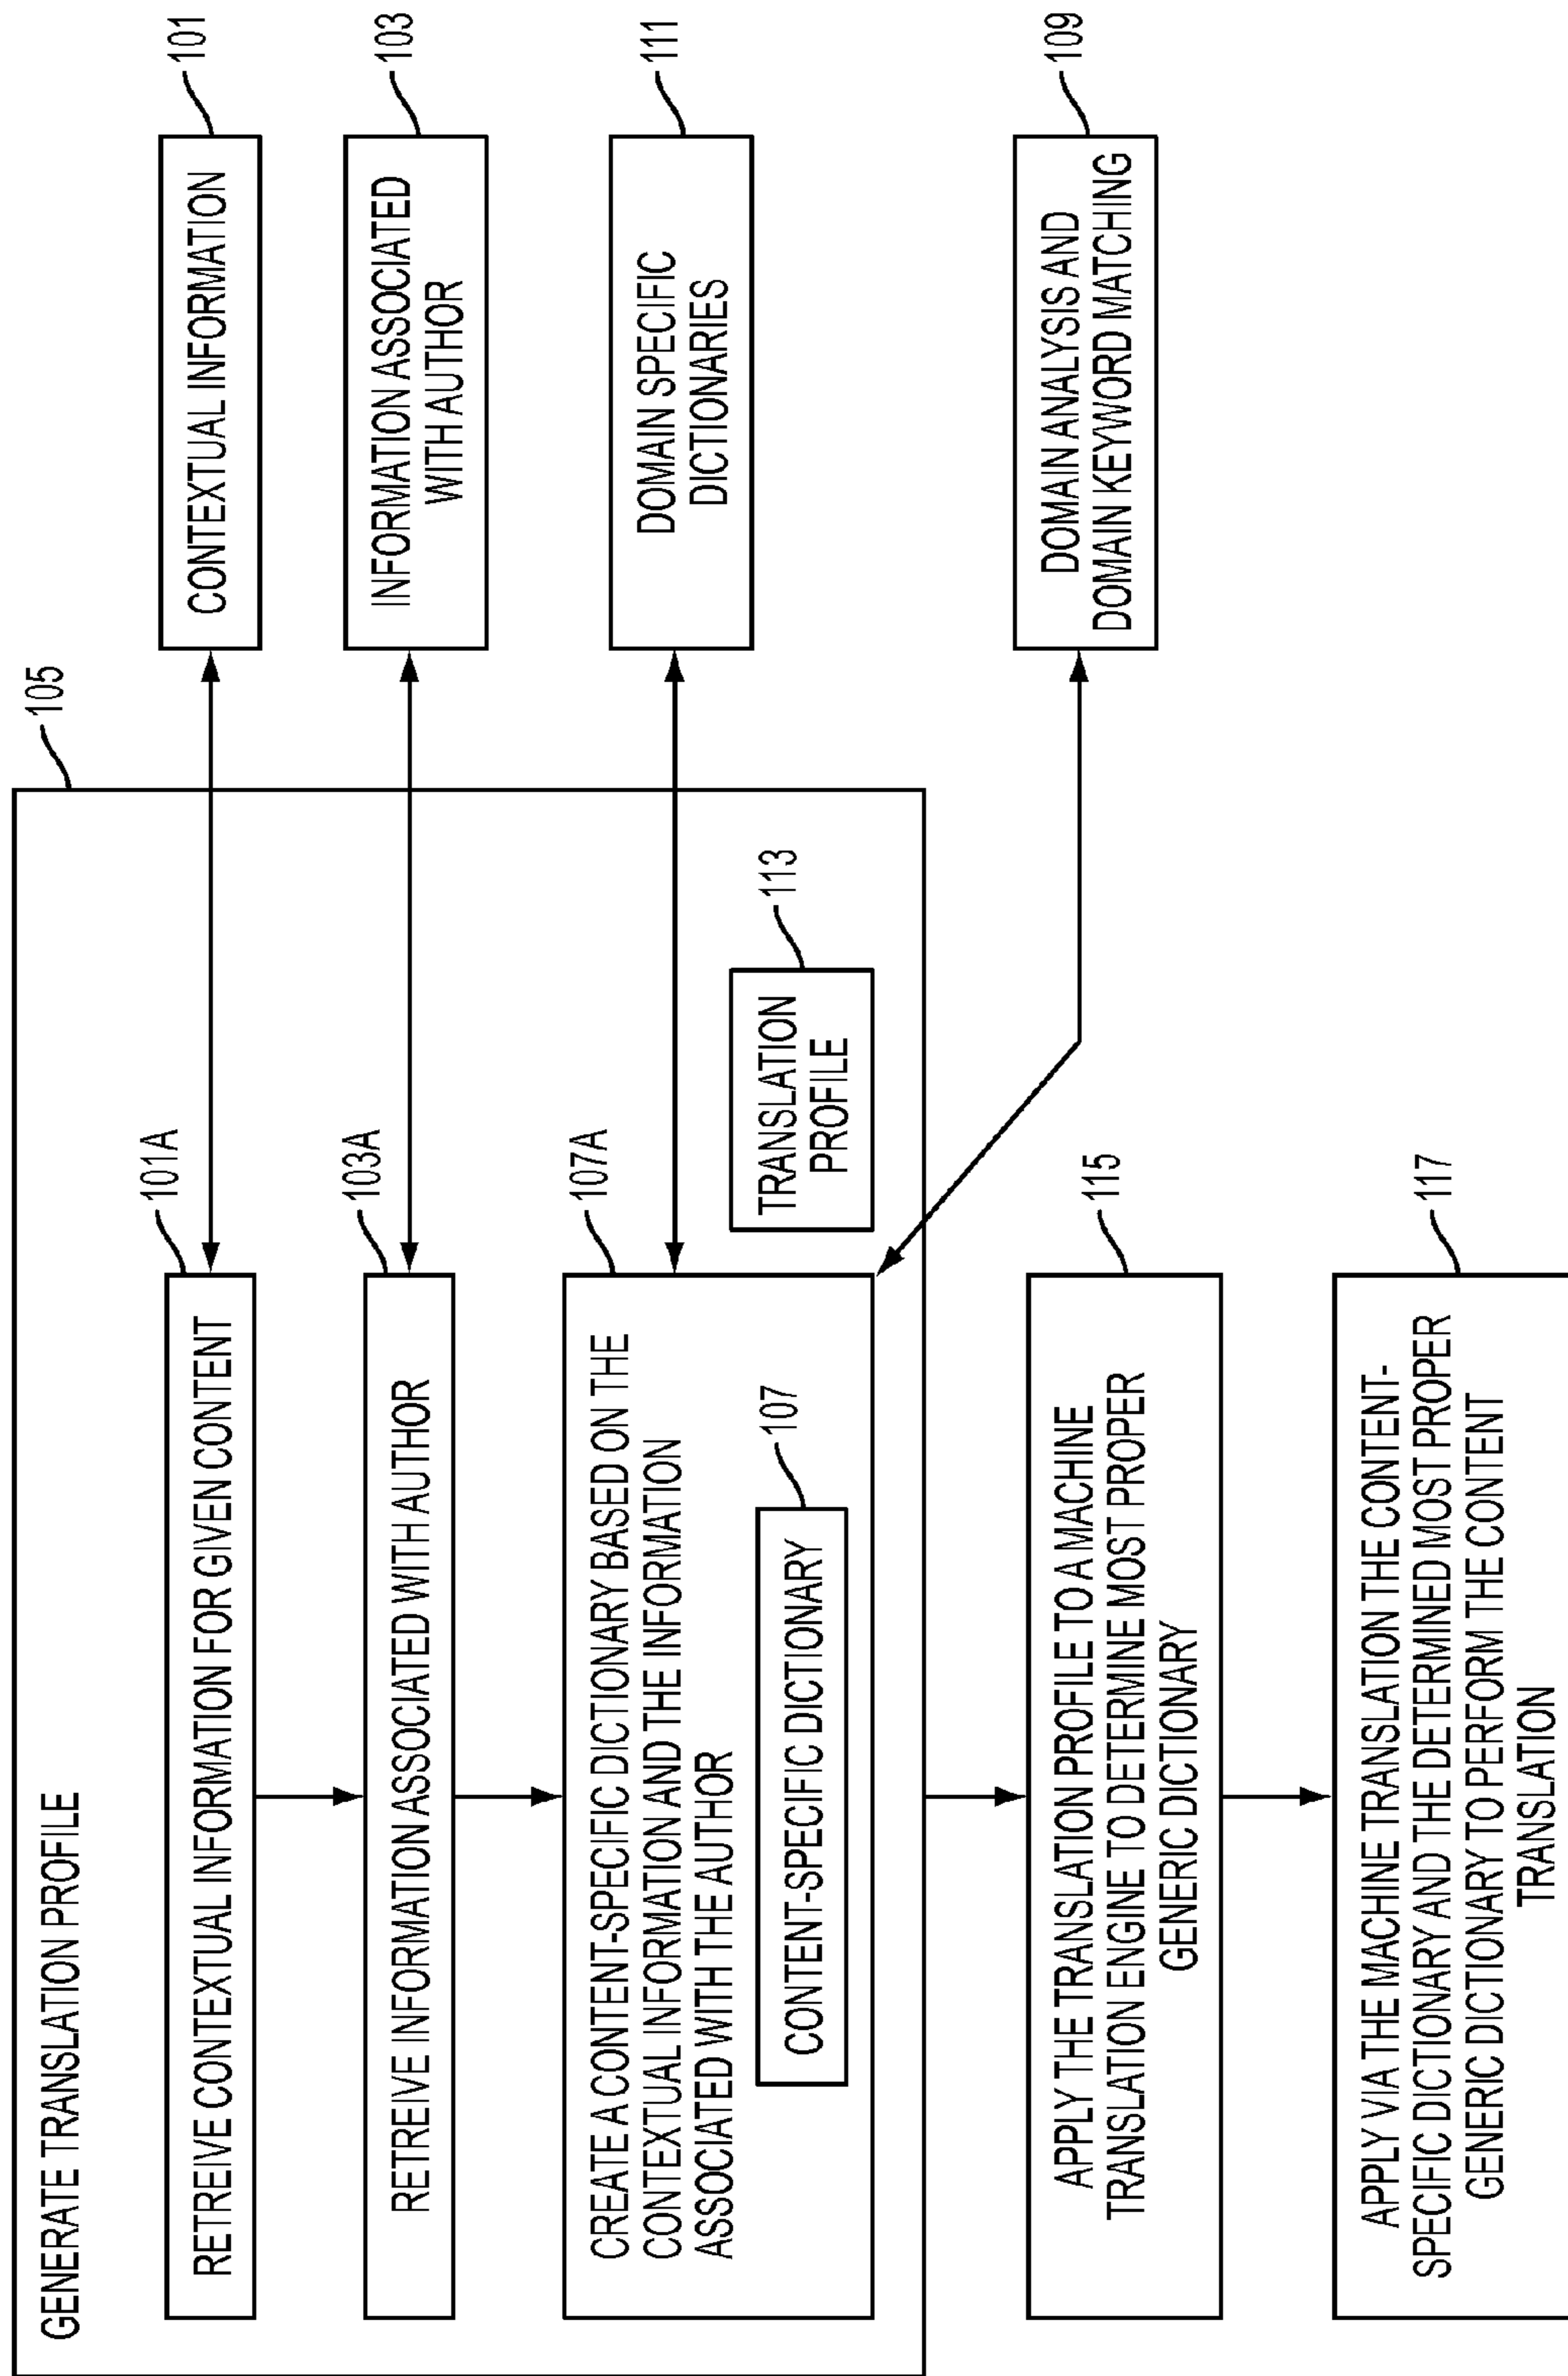 GENERATE TRANSLATION PROFILE
105
RETREIVE CONTEXTUAL INFORMATION FOR GIVEN CONTENT
101A
CONTEXTUAL INFORMATION
101
RETREIVE INFORMATION ASSOCIATED WITH AUTHOR
103A
INFORMATION ASSOCIATED
WITH AUTHOR
103
CREATE A CONTENT-SPECIFIC DICTIONARY BASED ON THE
CONTEXTUAL INFORMATION AND THE INFORMATION
ASSOCIATED WITH THE AUTHOR
107A
CONTENT-SPECIFIC DICTIONARY
107
TRANSLATION
PROFILE
113
DOMAIN SPECIFIC
DICTIONARIES
111
APPLY THE TRANSLATION PROFILE TO A MACHINE
TRANSLATION ENGINE TO DETERMINE MOST PROPER
GENERIC DICTIONARY
115
DOMAIN ANALYSIS AND
DOMAIN KEYWORD MATCHING
109
APPLY VIA THE MACHINE TRANSLATION THE CONTENT-
SPECIFIC DICTIONARY AND THE DETERMINED MOST PROPER
GENERIC DICTIONARY TO PERFORM THE CONTENT
TRANSLATION
117